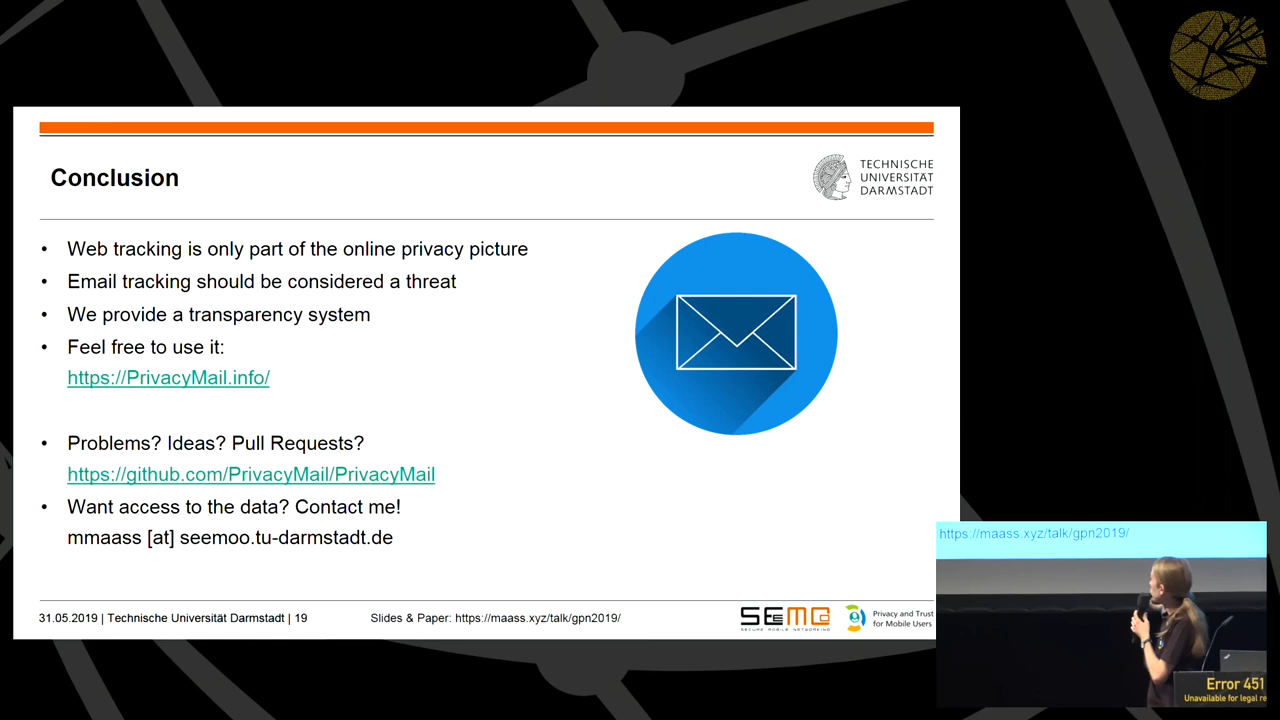 Conclusion
TECHNISCHE
UNIVERSITÄT
DARMSTADT
• Web tracking is only part of the online privacy picture
• Email tracking should be considered a threat
• We provide a transparency system
• Feel free to use it:
https://PrivacyMail.info/
• Problems? Ideas? Pull Requests?
https://github.com/PrivacyMail/PrivacyMail
• Want access to the data? Contact me!
mmaass [at] seemoo.tu-darmstadt.de
31.05.2019 | Technische Universität Darmstadt | 19
Slides & Paper: https://maass.xyz/talk/gpn2019/
SEMO
SECURE MOBILE NETWORKING
Privacy and Trust
for Mobile Users
https://maass.xyz/talk/gpn2019/
Error 451
Unavailable for legal re